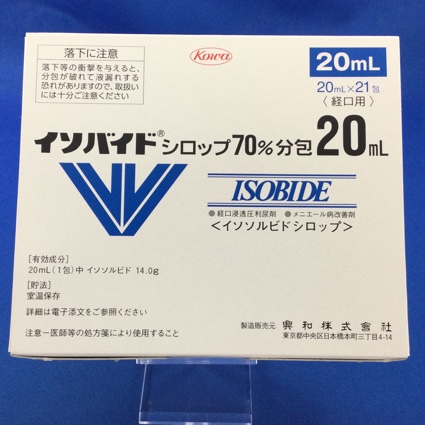 落下に注意
落下等の衝撃を与えると、
分包が破れて液漏れする
恐れがありますので、取扱い
には十分ご注意ください
Kowa
20mL
20mL×21包
〈経口用〉
イソバイド®シロップ70%分包20mL
ISOBIDE
●経口浸透圧利尿剤 ●メニエール病改善剤
<イソソルビドシロップ>
[有効成分]
20mL(1包)中 イソソルビド 14.0g
[貯法]
室温保存
詳細は電子添文をご参照ください
注意-医師等の処方箋により使用すること
製造販売元 興和株式会社
東京都中央区日本橋本町三丁目4-14